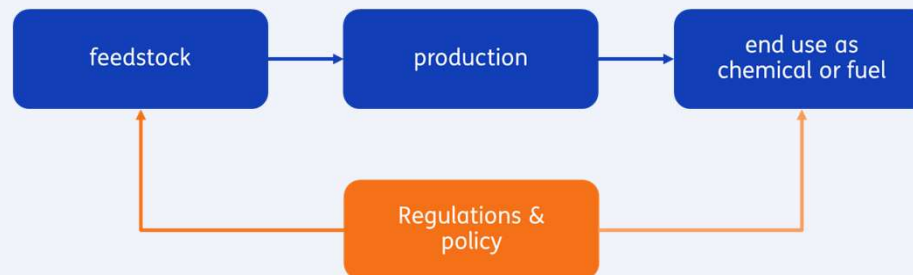 feedstock
production
end use as
chemical or fuel
Regulations &
policy